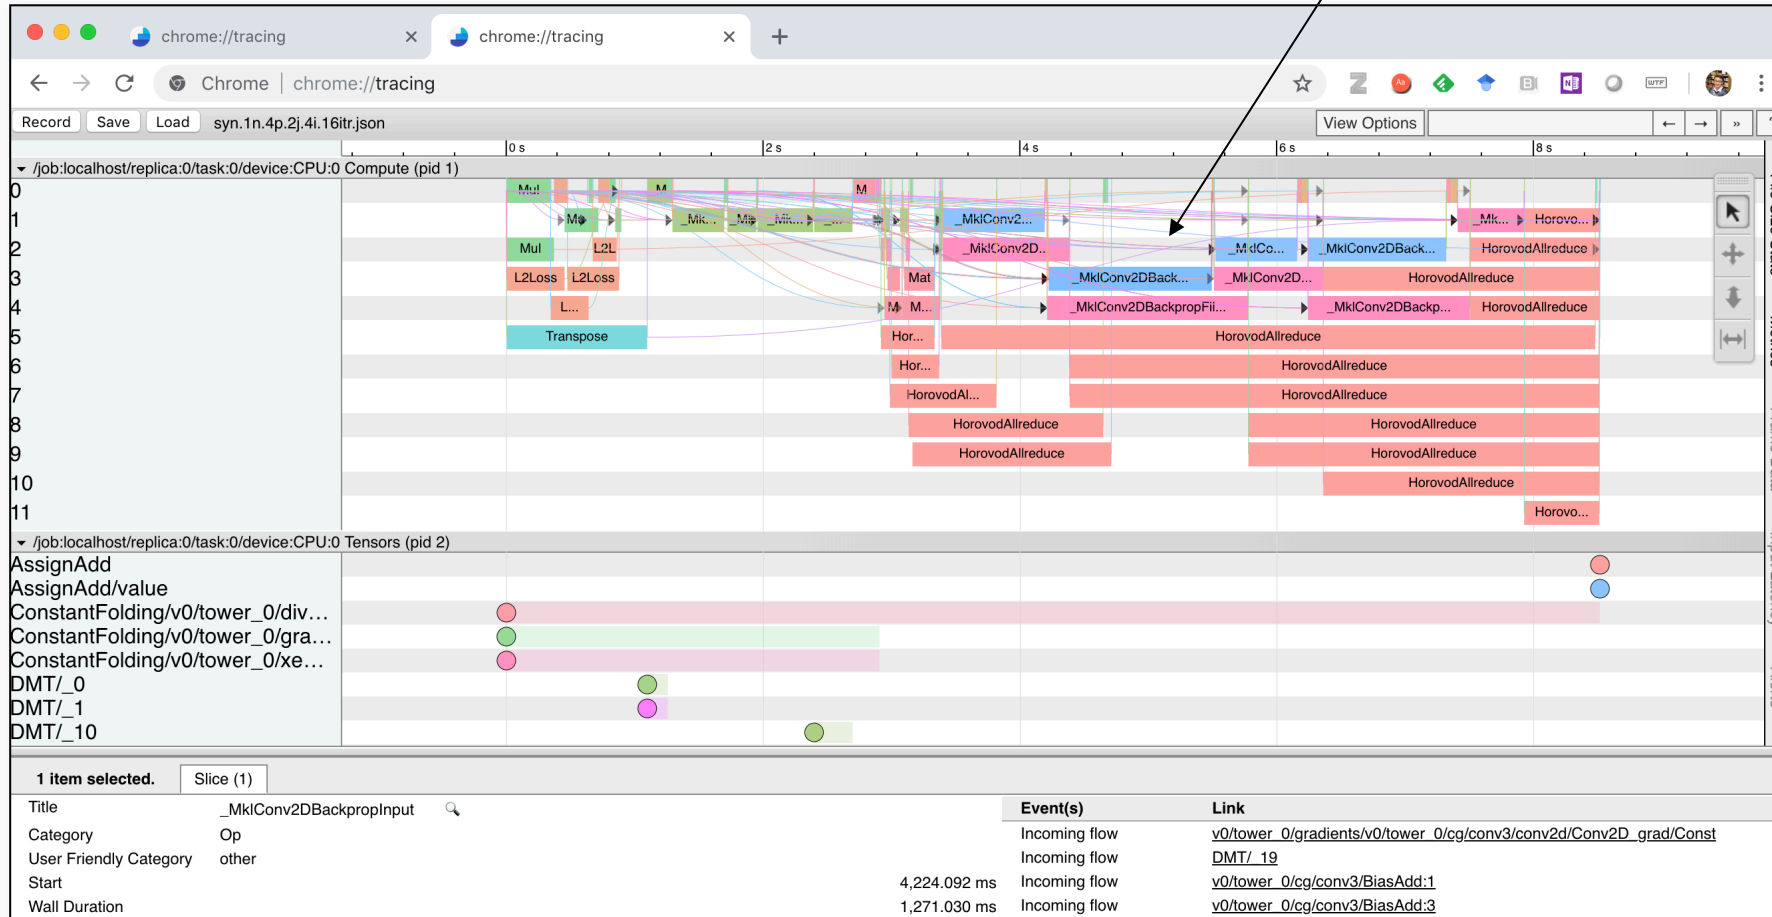 chrome://tracing
chrome://tracing
Chrome | chrome://tracing
Record Save Load syn.1n.4p.2j.4i.16itr.json View Options
0 s 2 s 4 s 6 s 8 s
/job:localhost/replica:0/task:0/device:CPU:0 Compute (pid 1)
0 Mul M M
1 _Mk... _Mk... _... _MklConv2... _Mk... Horovo...
2 Mul L2L _MklConv2D.. _MklCo... _MklConv2DBack...
HorovodAllreduce
3 L2Loss L2Loss Mat _MklConv2DBack... _MklConv2D... HorovodAllreduce
4 L... M M... _MklConv2DBackpropFii... _MklConv2DBackp... HorovodAllreduce
5 Transpose Hor... HorovodAllreduce
6 Hor... HorovodAllreduce
7 HorovodAl... HorovodAllreduce
8 HorovodAllreduce HorovodAllreduce
9 HorovodAllreduce HorovodAllreduce
10 HorovodAllreduce
11 Horovo...
/job:localhost/replica:0/task:0/device:CPU:0 Tensors (pid 2)
AssignAdd
AssignAdd/value
ConstantFolding/v0/tower_0/div...
ConstantFolding/v0/tower_0/gra...
ConstantFolding/v0/tower_0/xe...
DMT/_0
DMT/_1
DMT/_10
1 item selected. Slice (1)
Title _MklConv2DBackpropInput Event(s) Link
Category Op Incoming flow v0/tower_0/gradients/v0/tower_0/cg/conv3/conv2d/Conv2D_grad/Const
User Friendly Category other Incoming flow DMT/_19
Start 4,224.092 ms Incoming flow v0/tower_0/cg/conv3/BiasAdd:1
Wall Duration 1,271.030 ms Incoming flow v0/tower_0/cg/conv3/BiasAdd:3